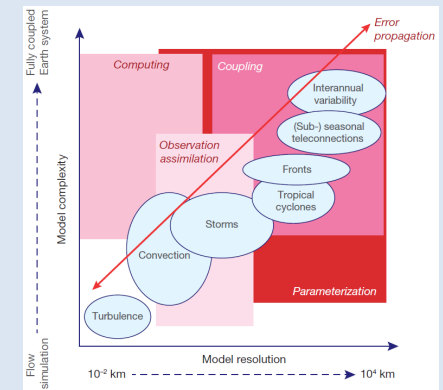 Fully coupled
Earth system
Model complexity
Flow
simulation
Error
propagation
Computing
Coupling
Interannual
variability
Observation
assimilation
(Sub-) seasonal
teleconnections
Fronts
Tropical
cyclones
Storms
Convection
Parameterization
Turbulence
Model resolution
10⁻² km
10⁴ km